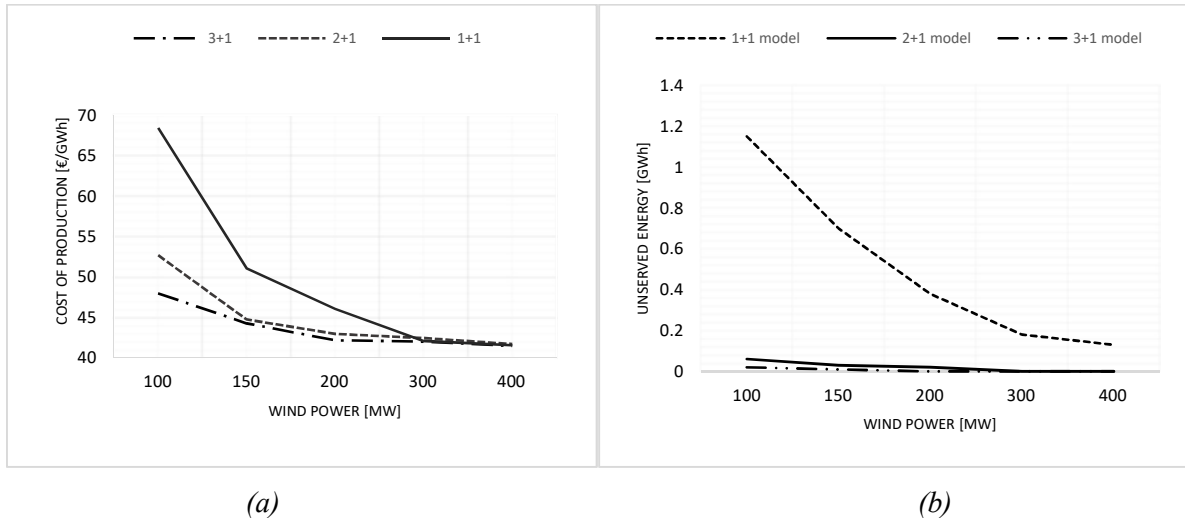 3+1 2+1 1+1
COST OF PRODUCTION [€/GWh]
70
65
60
55
50
45
40
100 150 200 300 400
WIND POWER [MW]
(a)
1+1 model 2+1 model 3+1 model
UNSERVED ENERGY [GWh]
1.4
1.2
1
0.8
0.6
0.4
0.2
0
100 150 200 300 400
WIND POWER [MW]
(b)